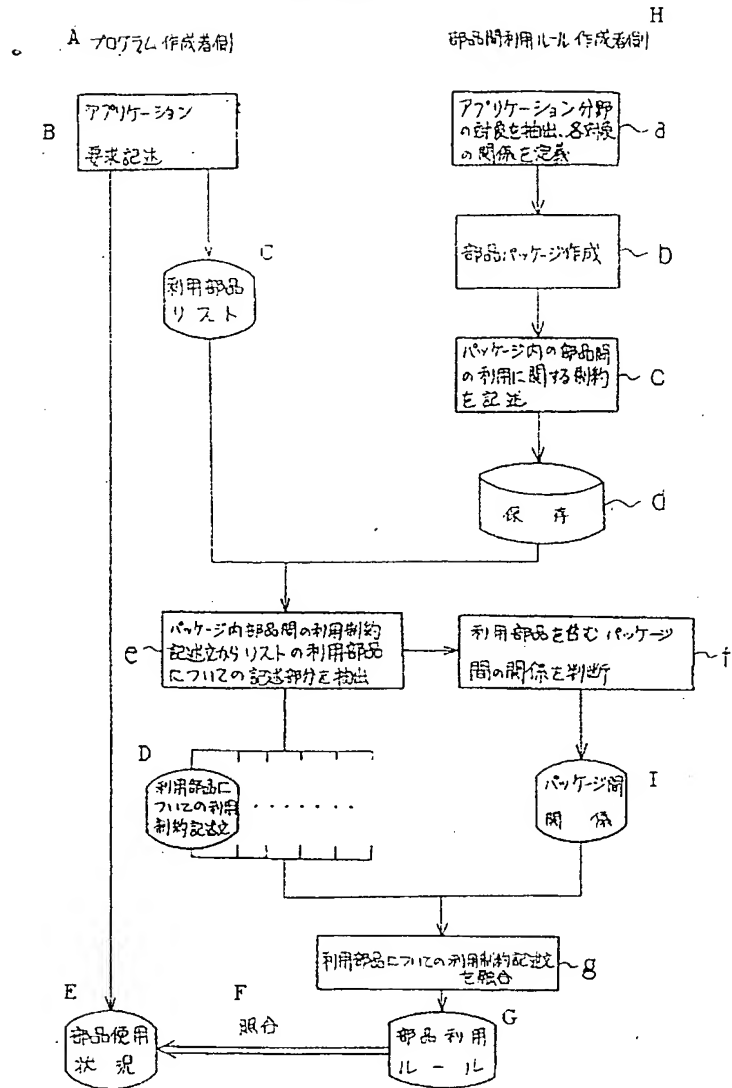 H
A プログラム作成者側
部品間利用ルール作成者側
B
アプリケーション
要求記述
アプリケーション分野
の対象を抽出、各対象
の関係を定義
a
部品パッケージ作成
b
C
利用部品
リスト
パッケージ内の部品間
の利用に関する制約
を記述
c
保存
d
e
パッケージ内部品間の利用制約
記述文からリストの利用部品
についての記述部分を抽出
利用部品を含むパッケージ
間の関係を判断
f
D
利用部品に
ついての利用
制約記述文
・・・・・・・
パッケージ間
関係
I
利用部品についての利用制約記述文
を融合
g
E
部品使用
状況
F
照合
G
部品利用
ルール